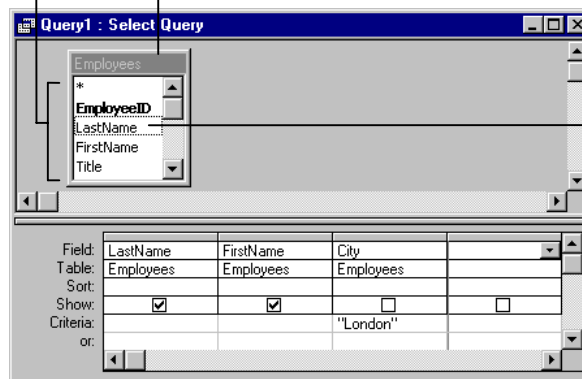 Query1 : Select Query
Employees
*
EmployeeID
LastName
FirstName
Title
Field: LastName FirstName City
Table: Employees Employees Employees
Sort:
Show:
Criteria: "London"
or: